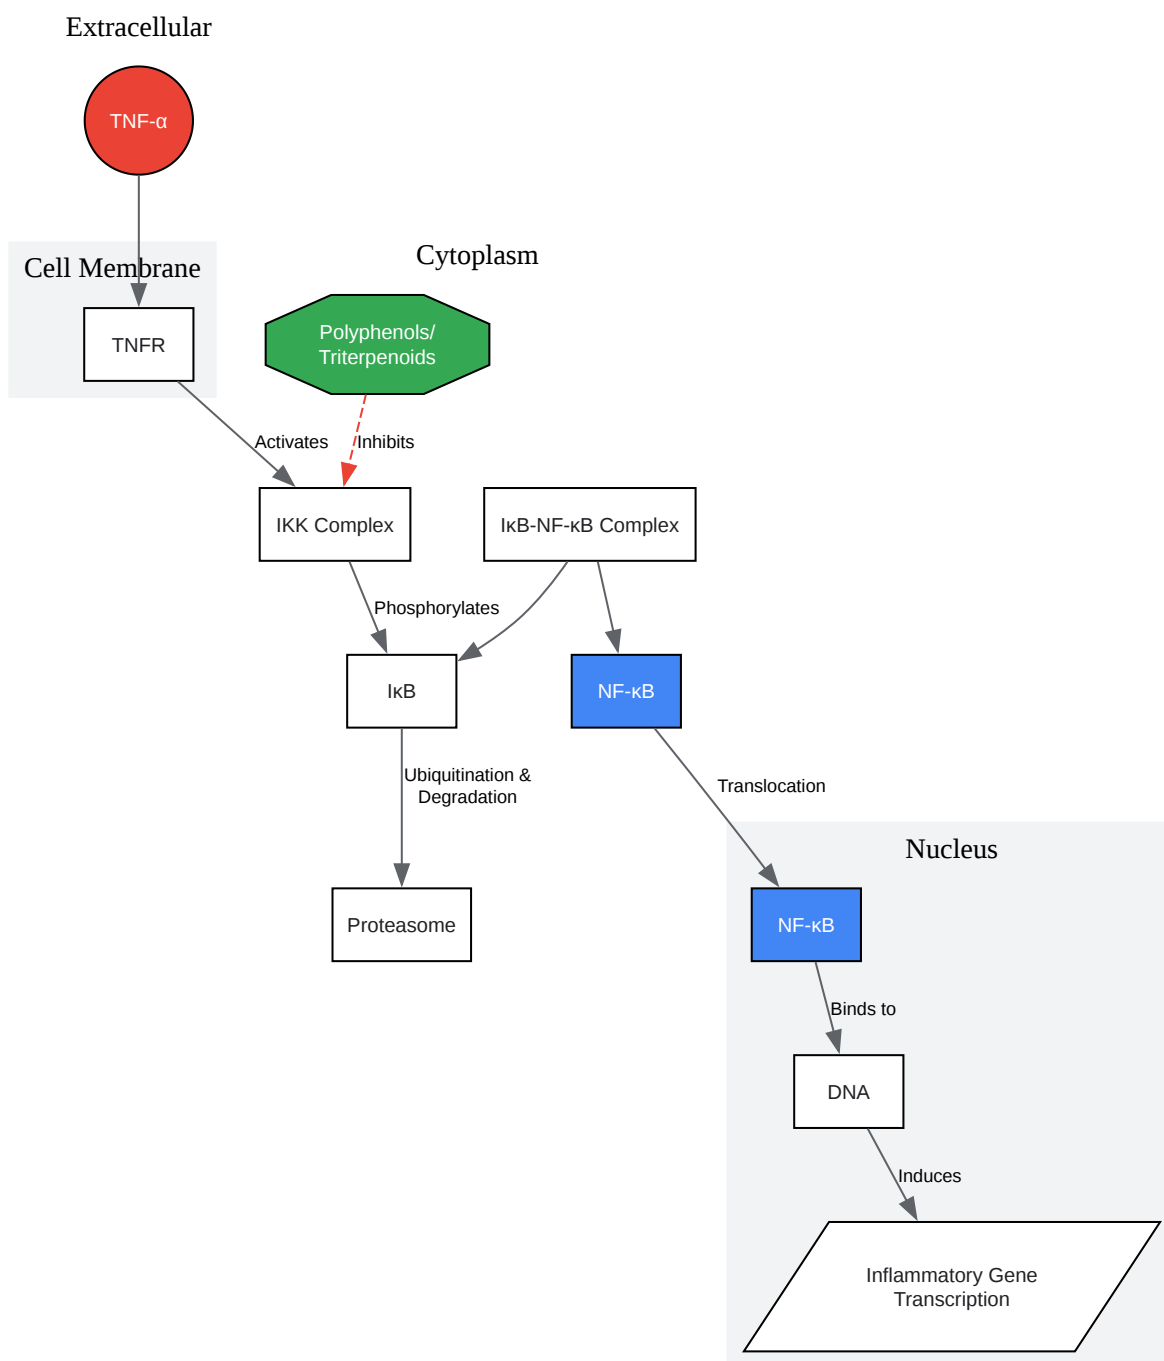 Extracellular
TNF-α
Cell Membrane
TNFR
Cytoplasm
Polyphenols/
Triterpenoids
Activates
Inhibits
IKK Complex
IκB-NF-κB Complex
Phosphorylates
IκB
NF-κB
Ubiquitination &
Degradation
Translocation
Nucleus
Proteasome
NF-κB
Binds to
DNA
Induces
Inflammatory Gene
Transcription